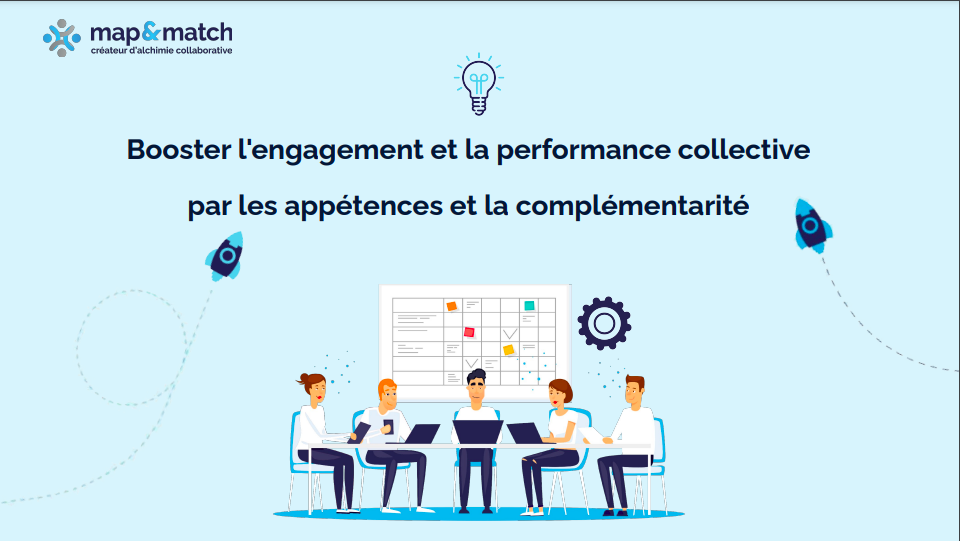 map&match
créateur d'alchimie collaborative
Booster l'engagement et la performance collective
par les appétences et la complémentarité